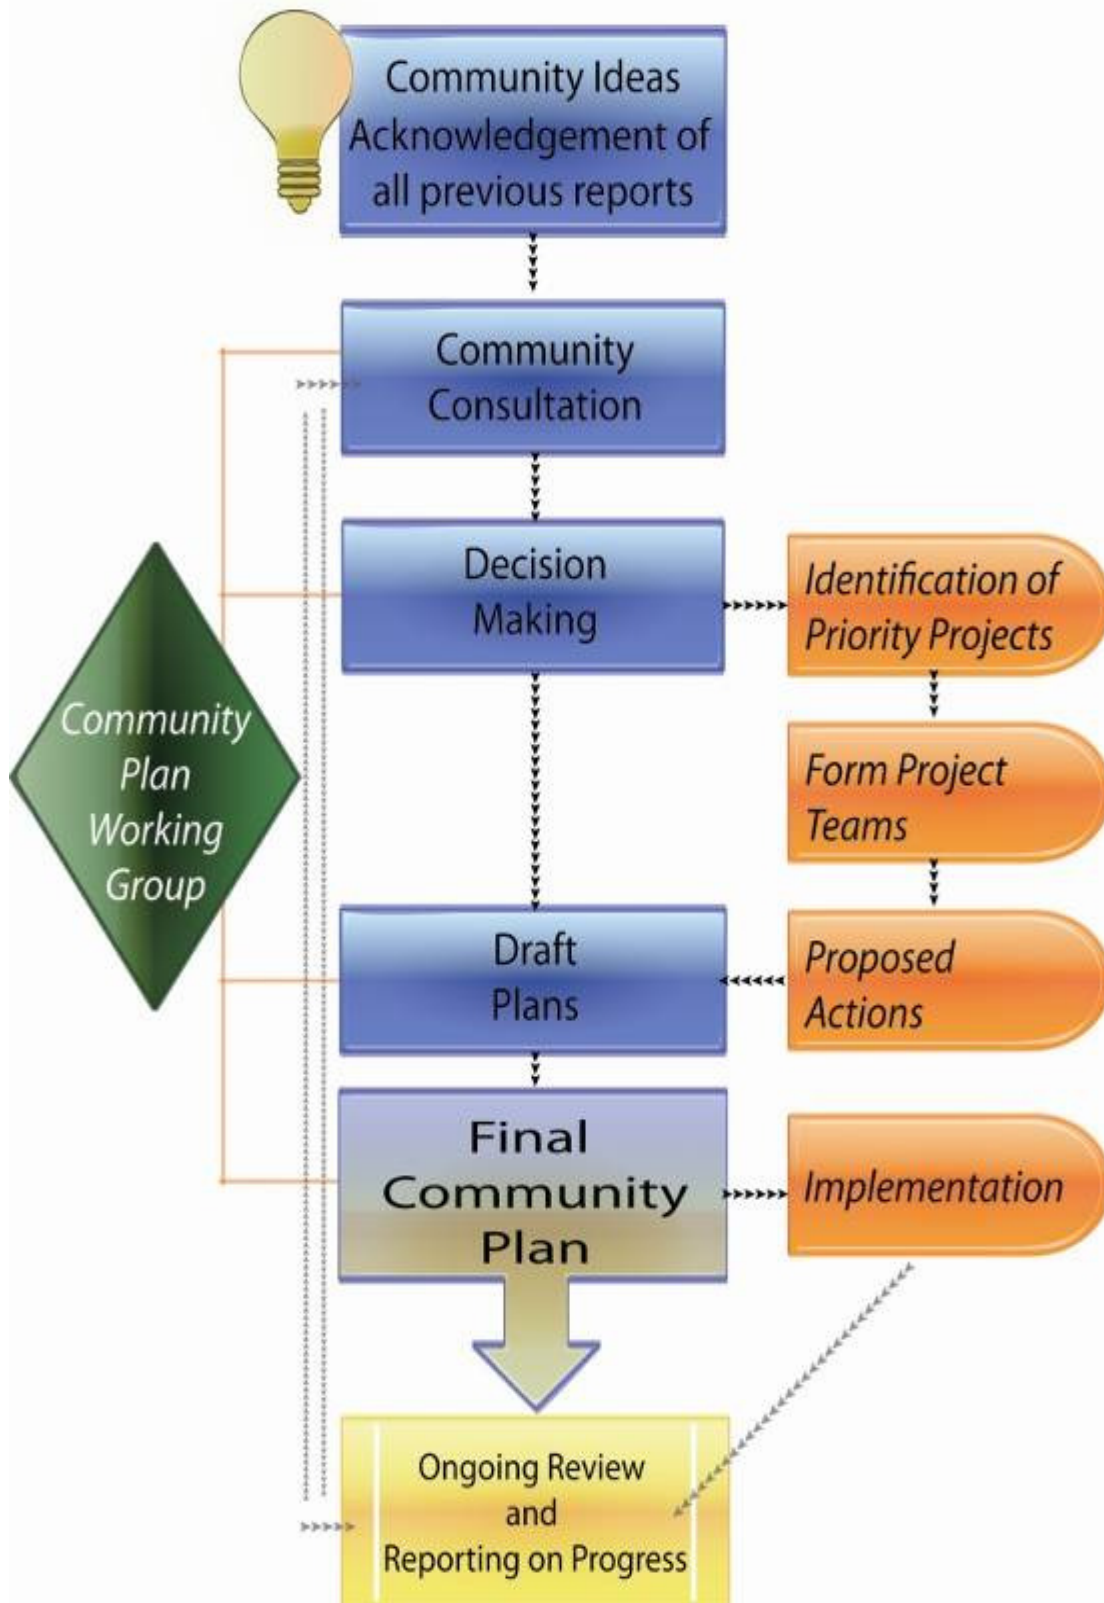 Community Ideas
Acknowledgement of
all previous reports
Community
Consultation
Decision
Making
Identification of
Priority Projects
Community
Plan
Working
Group
Form Project
Teams
Draft
Plans
Proposed
Actions
Final
Community
Plan
Implementation
Ongoing Review
and
Reporting on Progress